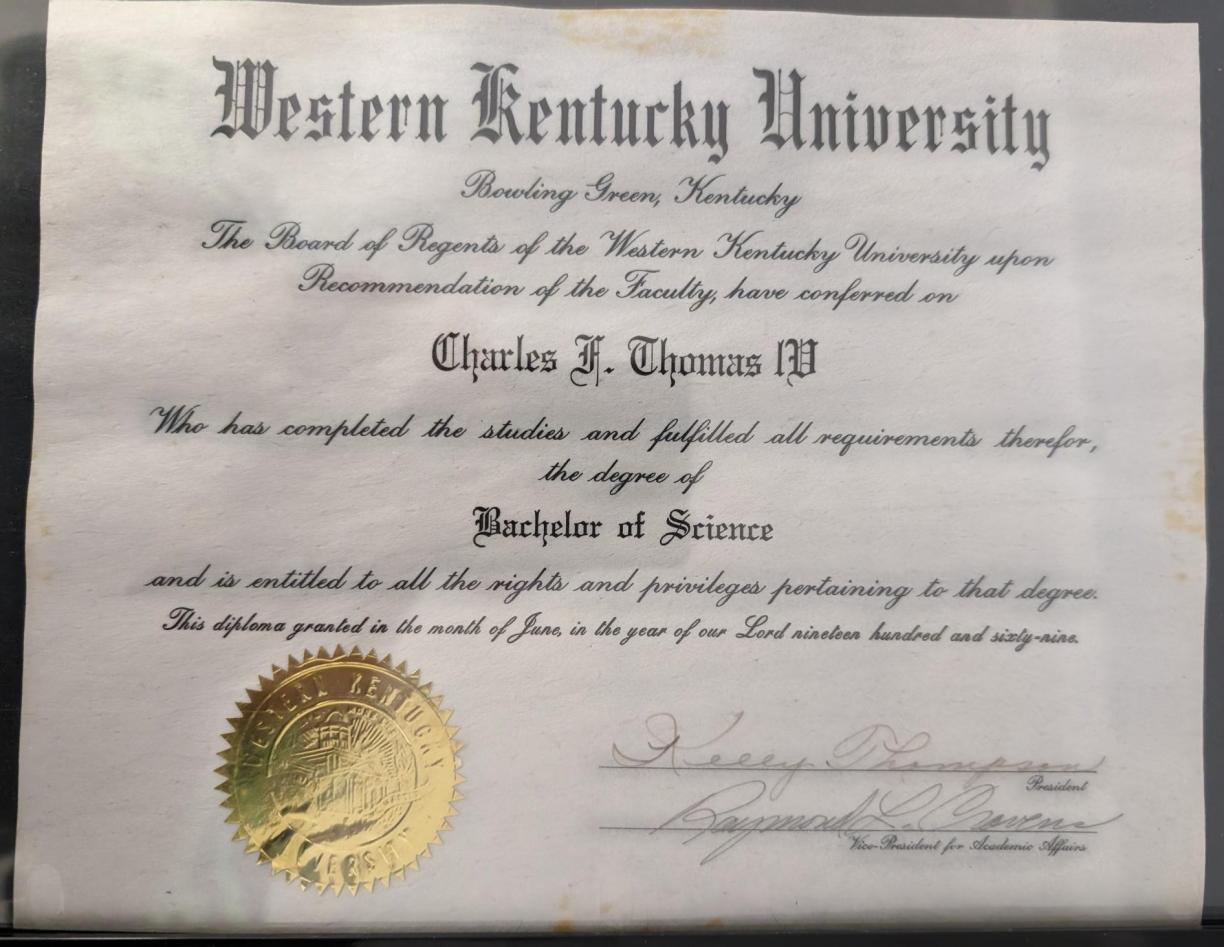 Western Kentucky University
Bowling Green, Kentucky
The Board of Regents of the Western Kentucky University upon
Recommendation of the Faculty, have conferred on
Charles F. Thomas IV
Who has completed the studies and fulfilled all requirements therefor,
the degree of
Bachelor of Science
and is entitled to all the rights and privileges pertaining to that degree.
This diploma granted in the month of June, in the year of our Lord nineteen hundred and sixty-nine.
WESTERN KENTUCKY
Kelly Thompson
President
Raymond L. Cravens
Vice-President for Academic Affairs